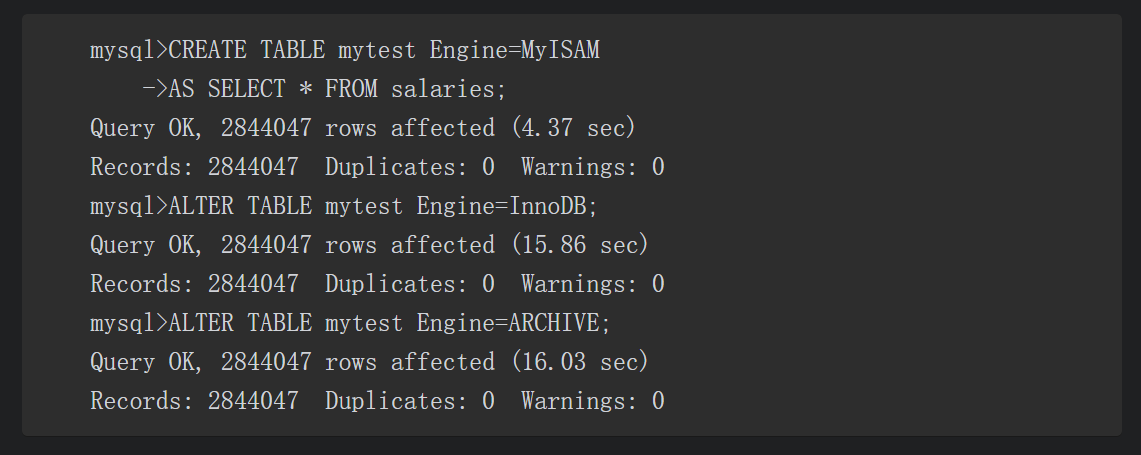 mysql>CREATE TABLE mytest Engine=MyISAM
->AS SELECT * FROM salaries;
Query OK, 2844047 rows affected (4.37 sec)
Records: 2844047  Duplicates: 0  Warnings: 0
mysql>ALTER TABLE mytest Engine=InnoDB;
Query OK, 2844047 rows affected (15.86 sec)
Records: 2844047  Duplicates: 0  Warnings: 0
mysql>ALTER TABLE mytest Engine=ARCHIVE;
Query OK, 2844047 rows affected (16.03 sec)
Records: 2844047  Duplicates: 0  Warnings: 0